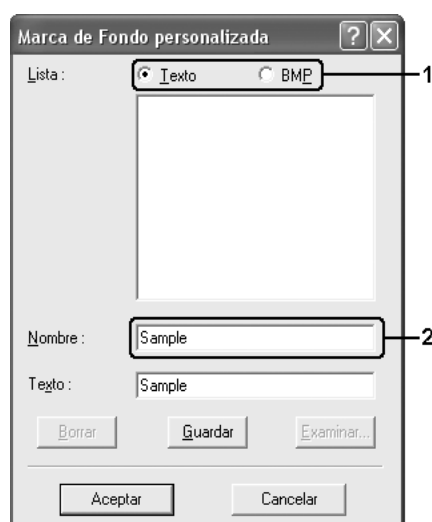 Marca de Fondo personalizada ? X
Lista : Texto BMP 1
Nombre : Sample 2
Texto : Sample
Borrar Guardar Examinar...
Aceptar Cancelar